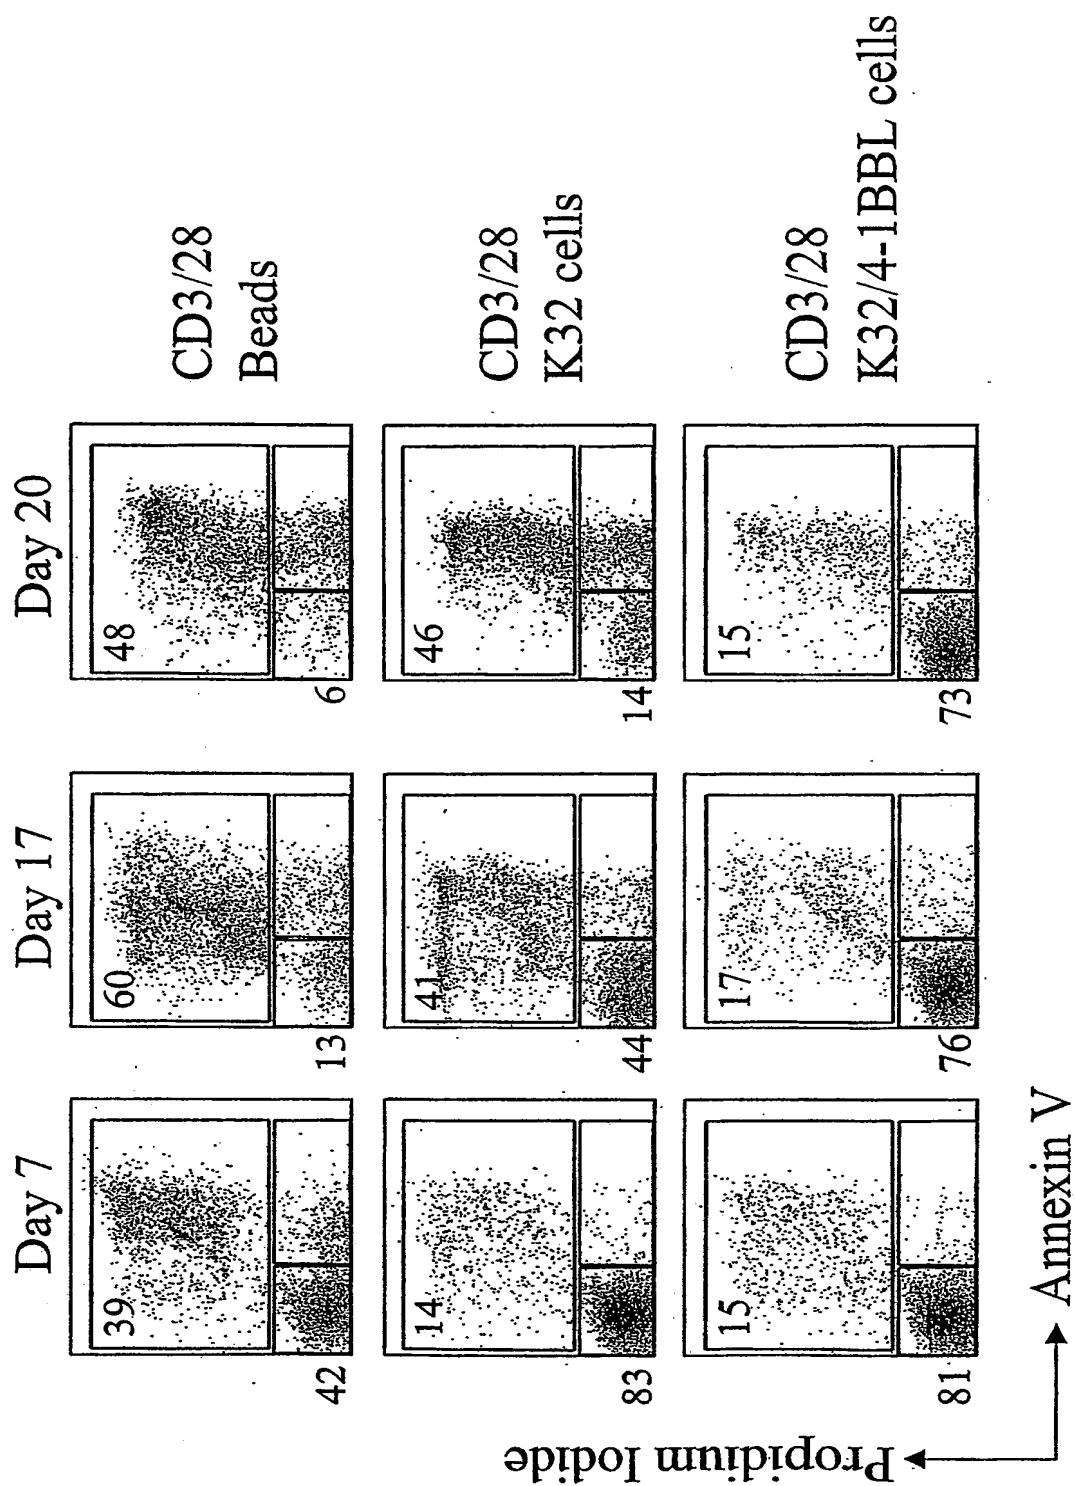 Day 7
Day 17
Day 20
39
42
60
13
48
6
CD3/28
Beads
14
83
41
44
46
14
CD3/28
K32 cells
15
81
17
76
15
73
CD3/28
K32/4-1BBL cells
Propidium Iodide
Annexin V